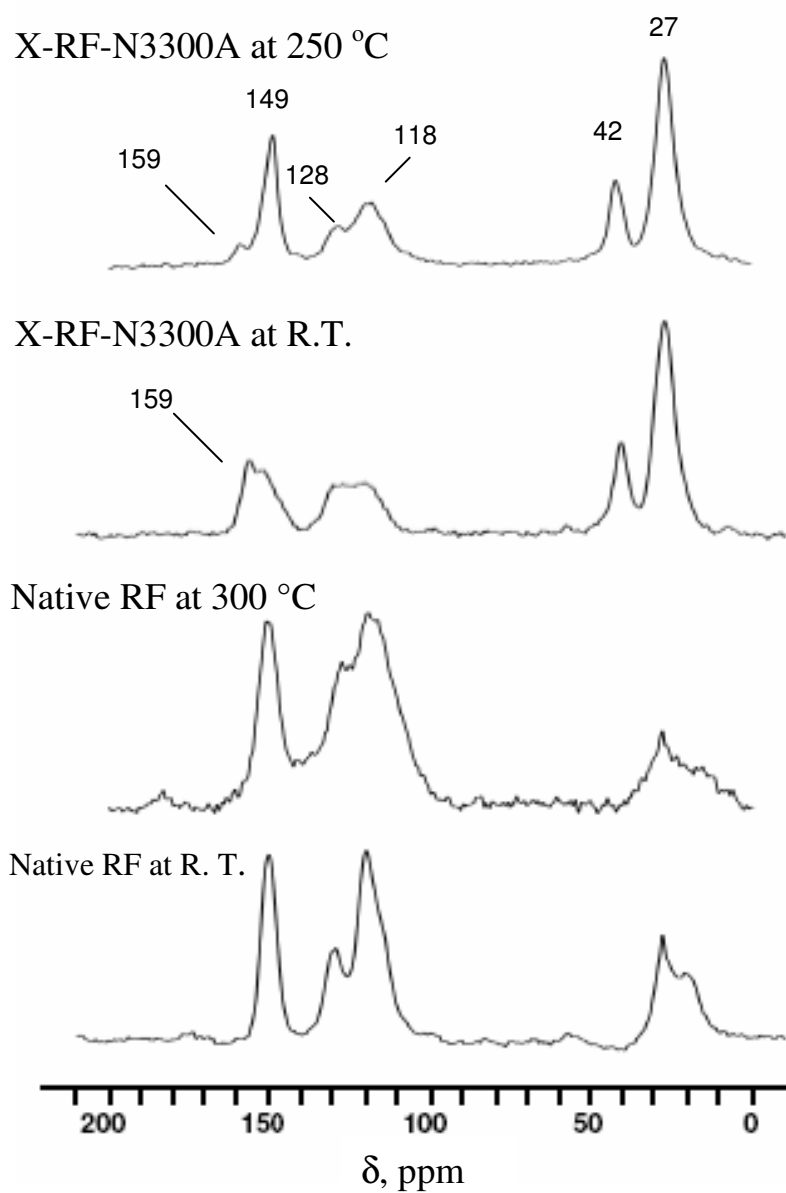 X-RF-N3300A at 250 °C
27
149
42
118
159
128
X-RF-N3300A at R.T.
159
Native RF at 300 °C
Native RF at R. T.
200 150 100 50 0
δ, ppm